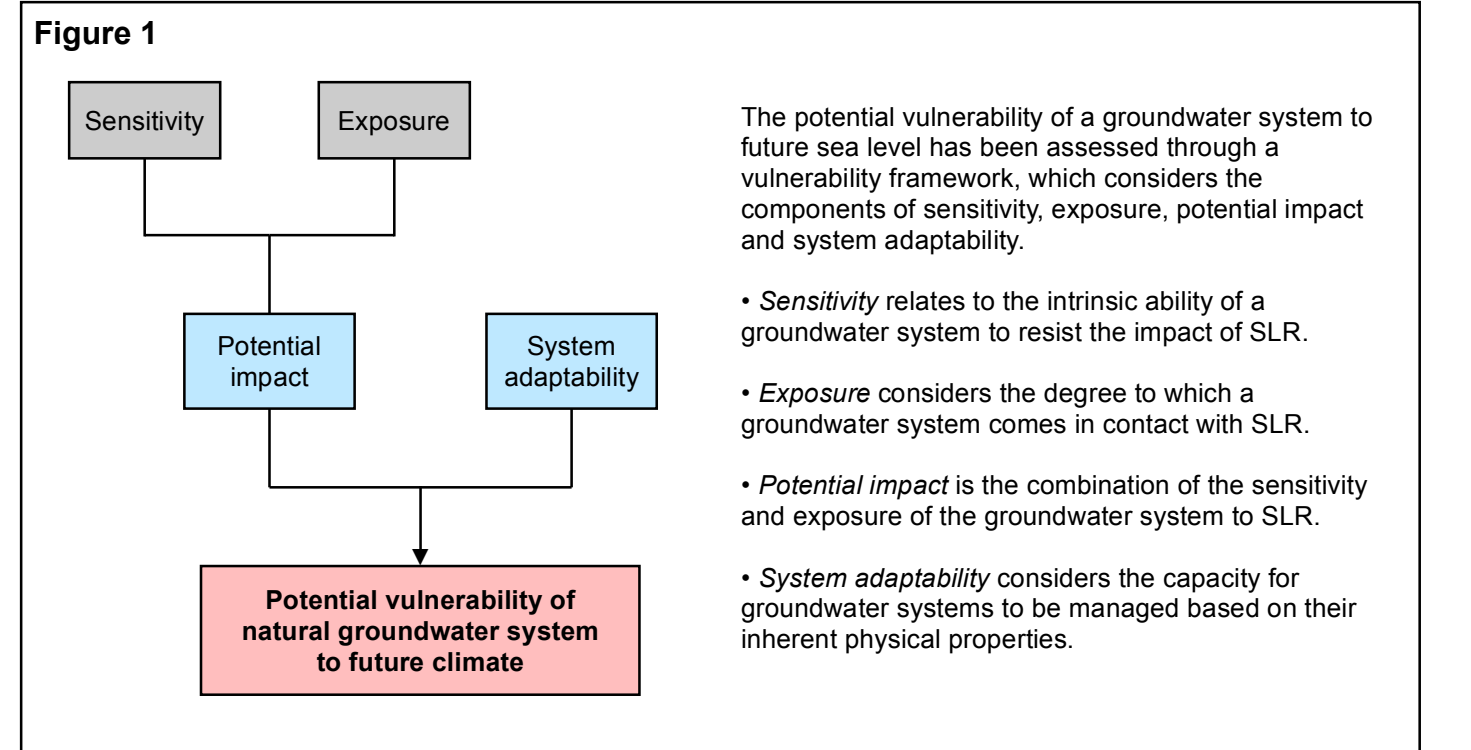 Figure 1
Sensitivity
Exposure
Potential
impact
System
adaptability
Potential vulnerability of
natural groundwater system
to future climate
The potential vulnerability of a groundwater system to
future sea level has been assessed through a
vulnerability framework, which considers the
components of sensitivity, exposure, potential impact
and system adaptability.
• Sensitivity relates to the intrinsic ability of a
groundwater system to resist the impact of SLR.
• Exposure considers the degree to which a
groundwater system comes in contact with SLR.
• Potential impact is the combination of the sensitivity
and exposure of the groundwater system to SLR.
• System adaptability considers the capacity for
groundwater systems to be managed based on their
inherent physical properties.